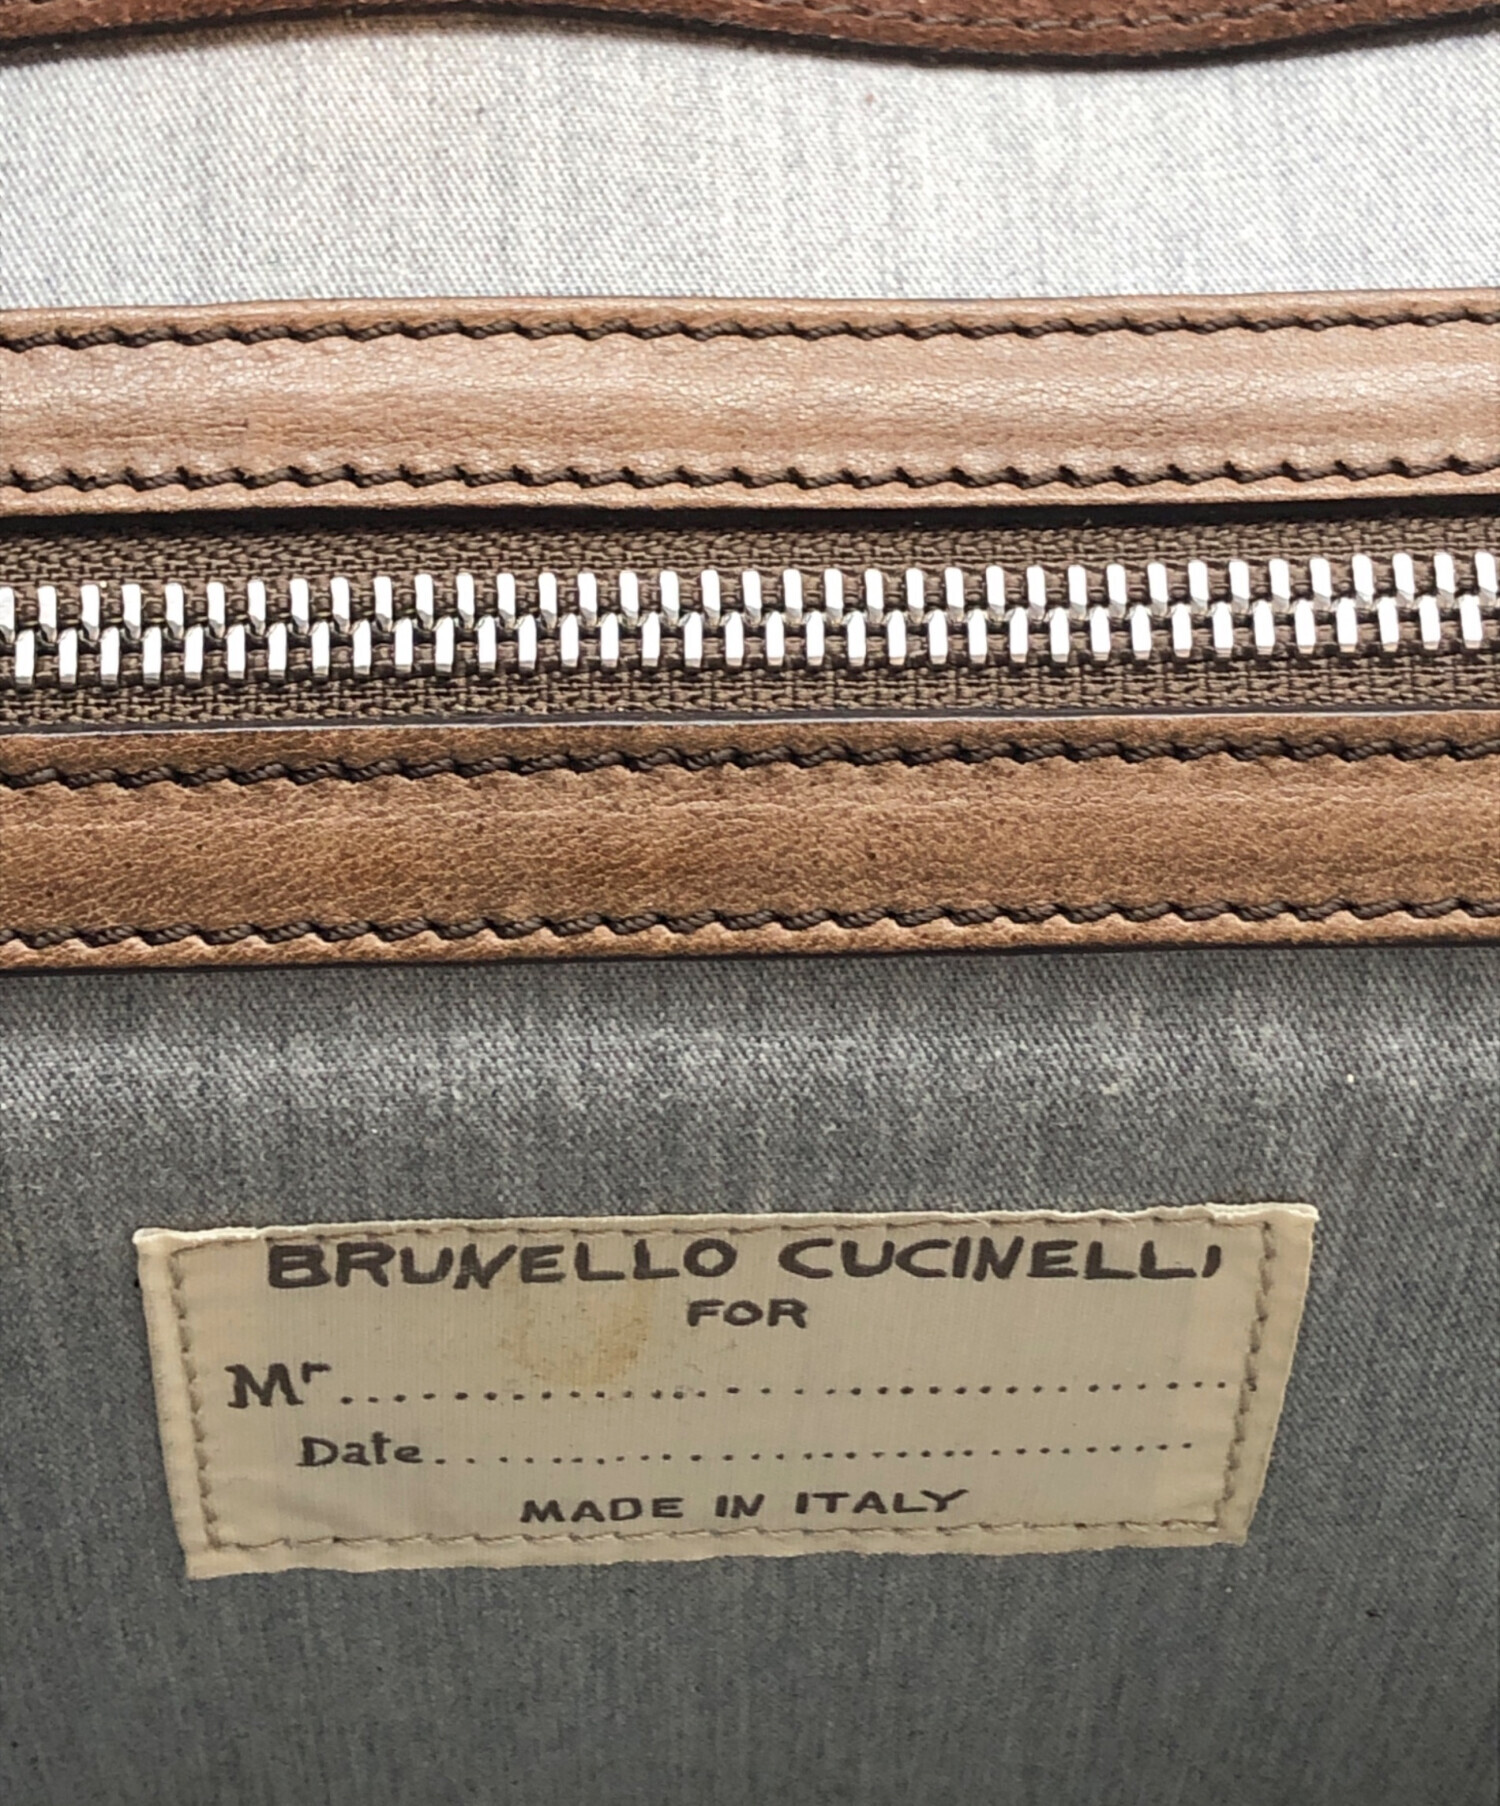 BRUNELLO CUCINELLI
FOR
Mr..............................
Date..............................
MADE IN ITALY